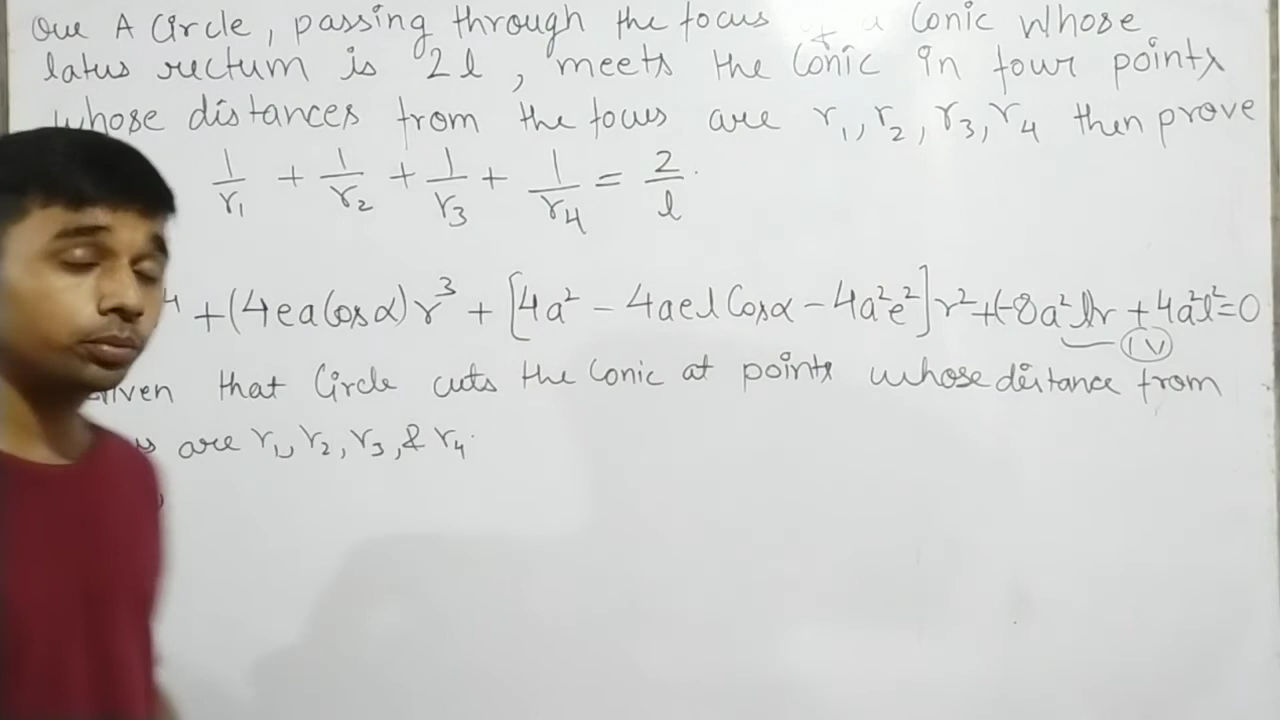 Que A Circle, passing through the focus of a Conic whose
latus rectum is 2l, meets the Conic in four points
whose distances from the focus are r₁, r₂, r₃, r₄ then prove
1/r₁ + 1/r₂ + 1/r₃ + 1/r₄ = 2/l.
⁴ + (4ea Cosα)r³ + [4a² - 4ael Cosα - 4a²e²]r² + (-8a²l)r + 4a²l² = 0
(IV)
given that Circle cuts the Conic at points whose distance from
are r₁, r₂, r₃, & r₄.